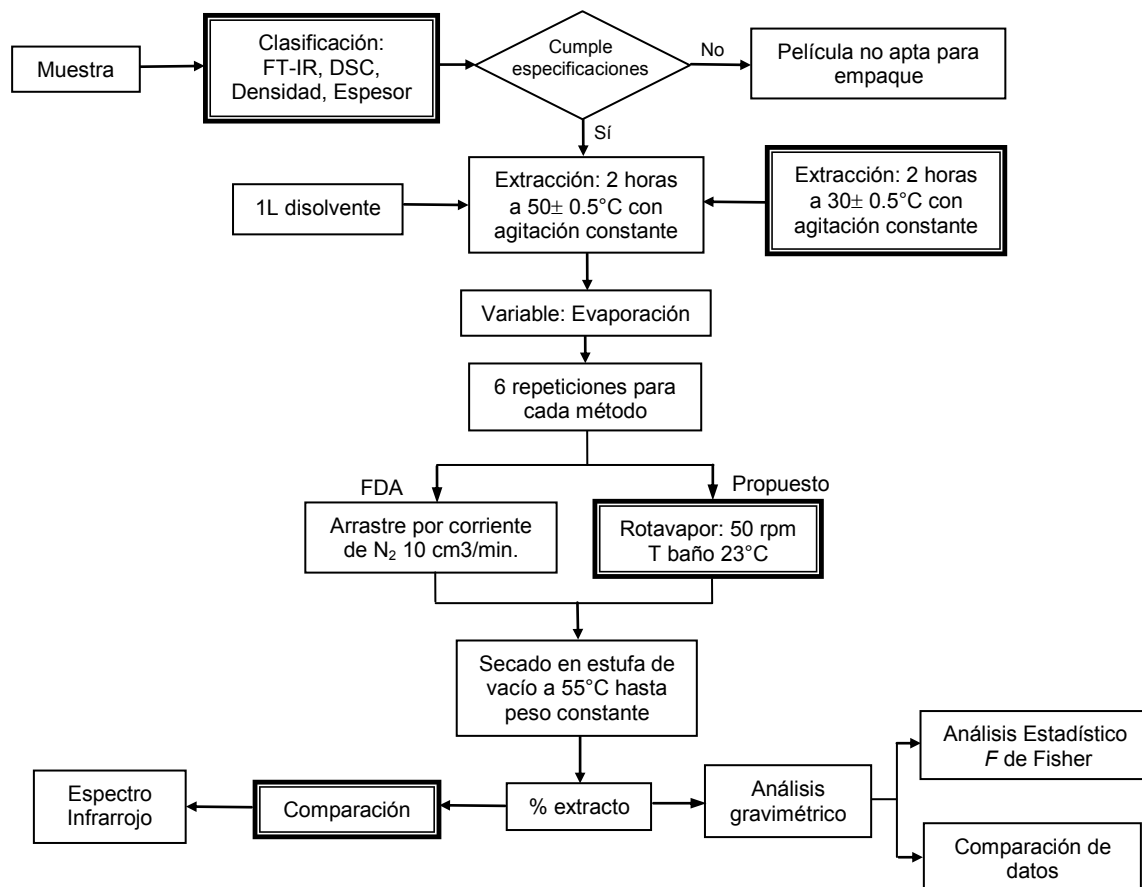 Muestra
Clasificación:
FT-IR, DSC,
Densidad, Espesor
Cumple
especificaciones
No
Película no apta para
empaque
Sí
1L disolvente
Extracción: 2 horas
a 50± 0.5°C con
agitación constante
Extracción: 2 horas
a 30± 0.5°C con
agitación constante
Variable: Evaporación
6 repeticiones para
cada método
FDA
Propuesto
Arrastre por corriente
de N₂ 10 cm3/min.
Rotavapor: 50 rpm
T baño 23°C
Secado en estufa de
vacío a 55°C hasta
peso constante
Espectro
Infrarrojo
Comparación
% extracto
Análisis
gravimétrico
Análisis Estadístico
F de Fisher
Comparación de
datos